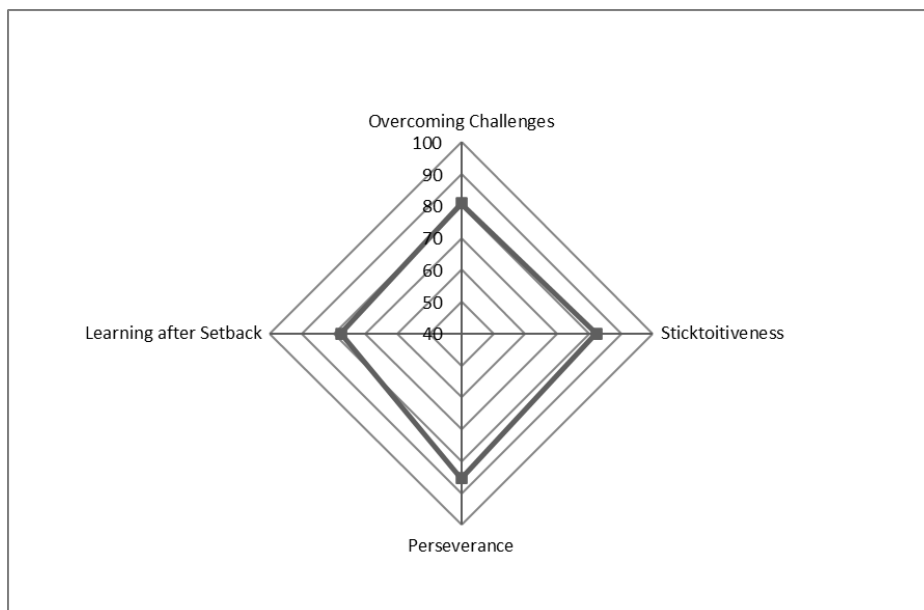 Overcoming Challenges
100
90
80
70
60
50
40
Learning after Setback
Sticktoitiveness
Perseverance